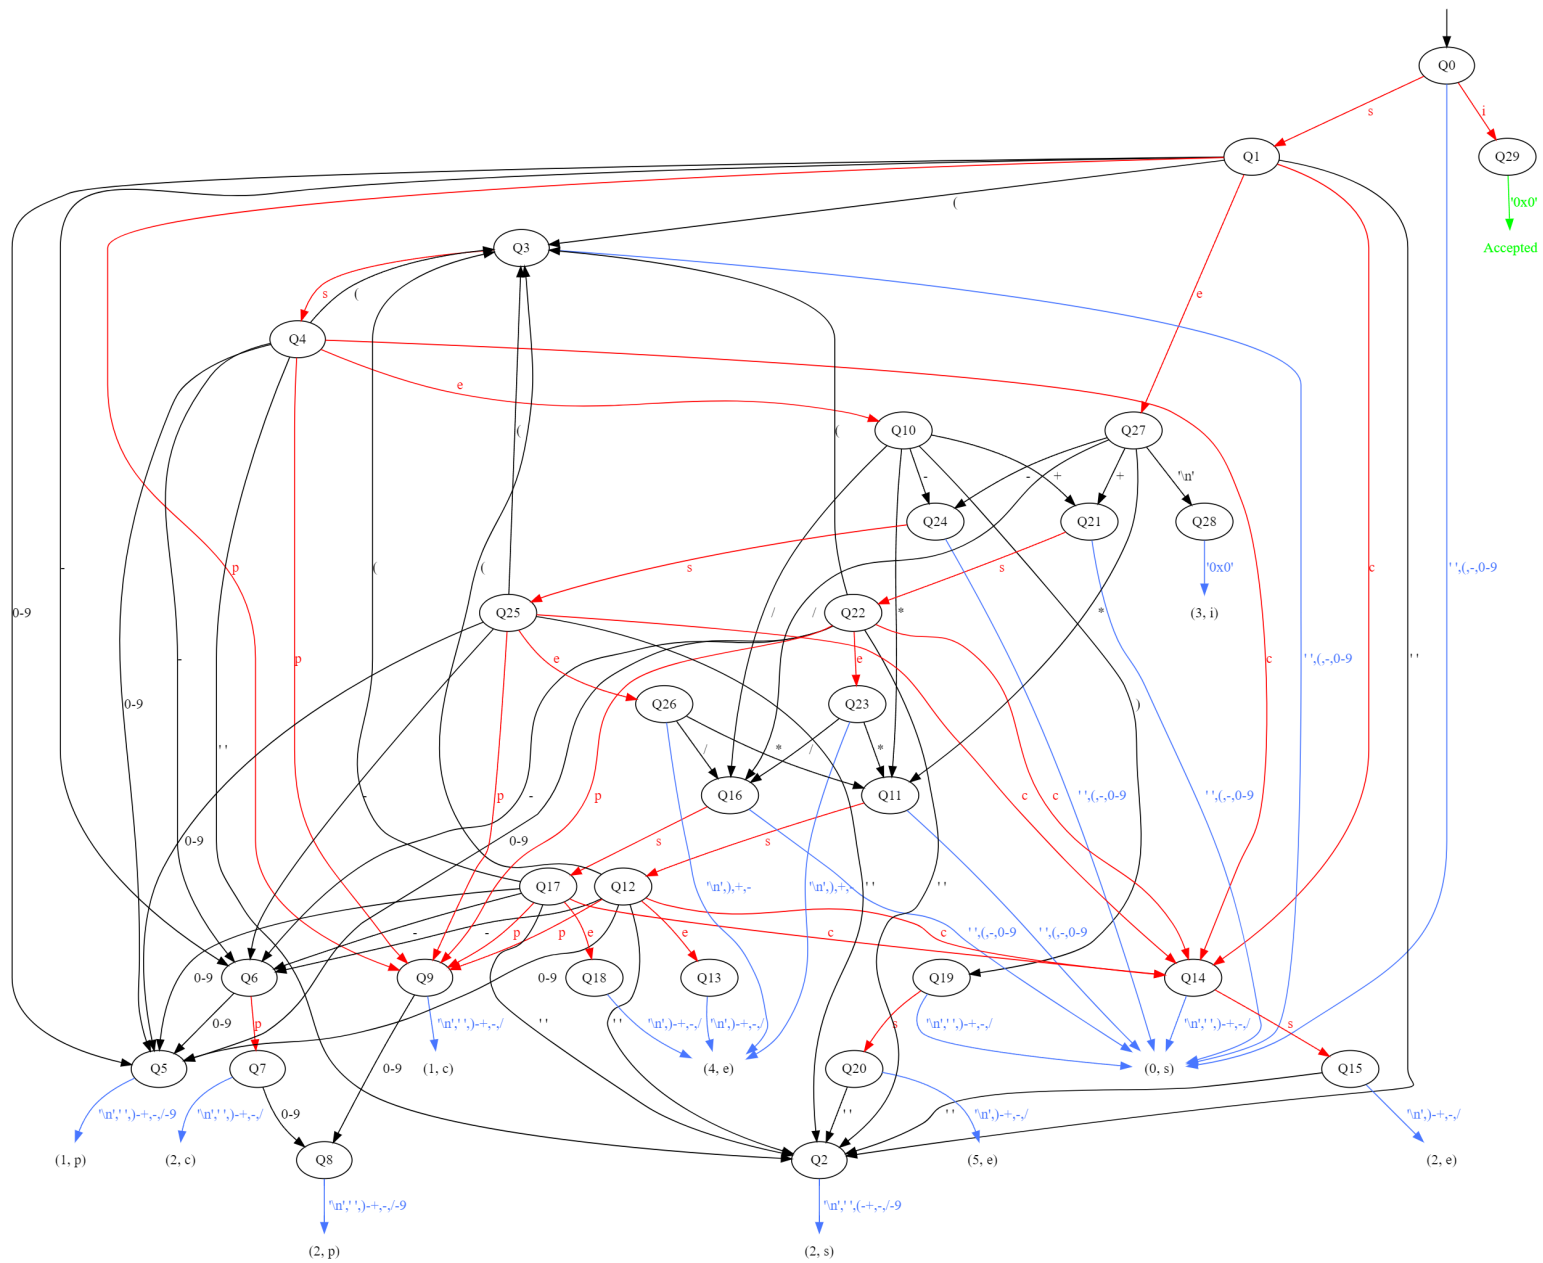 Q0
s
i
Q1
Q29
'0x0'
(
Q3
Accepted
s
(
e
Q4
e
Q10
Q27
(
(
-
+
-
+
'\n'
Q24
Q21
Q28
-
(
(
p
s
s
c
' ',(,-,0-9
'0x0'
0-9
Q25
/
/
Q22
*
*
(3, i)
-
p
e
e
c
' ',(,-,0-9
' '
0-9
Q26
Q23
)
' '
/
*
/
*
-
p
-
p
Q16
Q11
c
c
' ',(,-,0-9
' ',(,-,0-9
0-9
0-9
s
s
Q17
Q12
'\n',),+,-
'\n',),+,-
' '
' '
-
-
p
p
e
e
c
c
' ',(,-,0-9
' ',(,-,0-9
0-9
Q6
Q9
Q18
0-9
Q13
Q19
Q14
0-9
p
'\n',' ',)-+,-,/
' '
' '
'\n',)-+,-,/
'\n',)-+,-,/
s
'\n',' ',)-+,-,/
'\n',' ',)-+,-,/
s
Q5
Q7
0-9
(1, c)
(4, e)
Q20
(0, s)
Q15
'\n',' ',)-+,-,/-9
'\n',' ',)-+,-,/
0-9
' '
'\n',)-+,-,/
' '
'\n',)-+,-,/
(1, p)
(2, c)
Q8
Q2
(5, e)
(2, e)
'\n',' ',)-+,-,/-9
'\n',' ',(-+,-,/-9
(2, p)
(2, s)